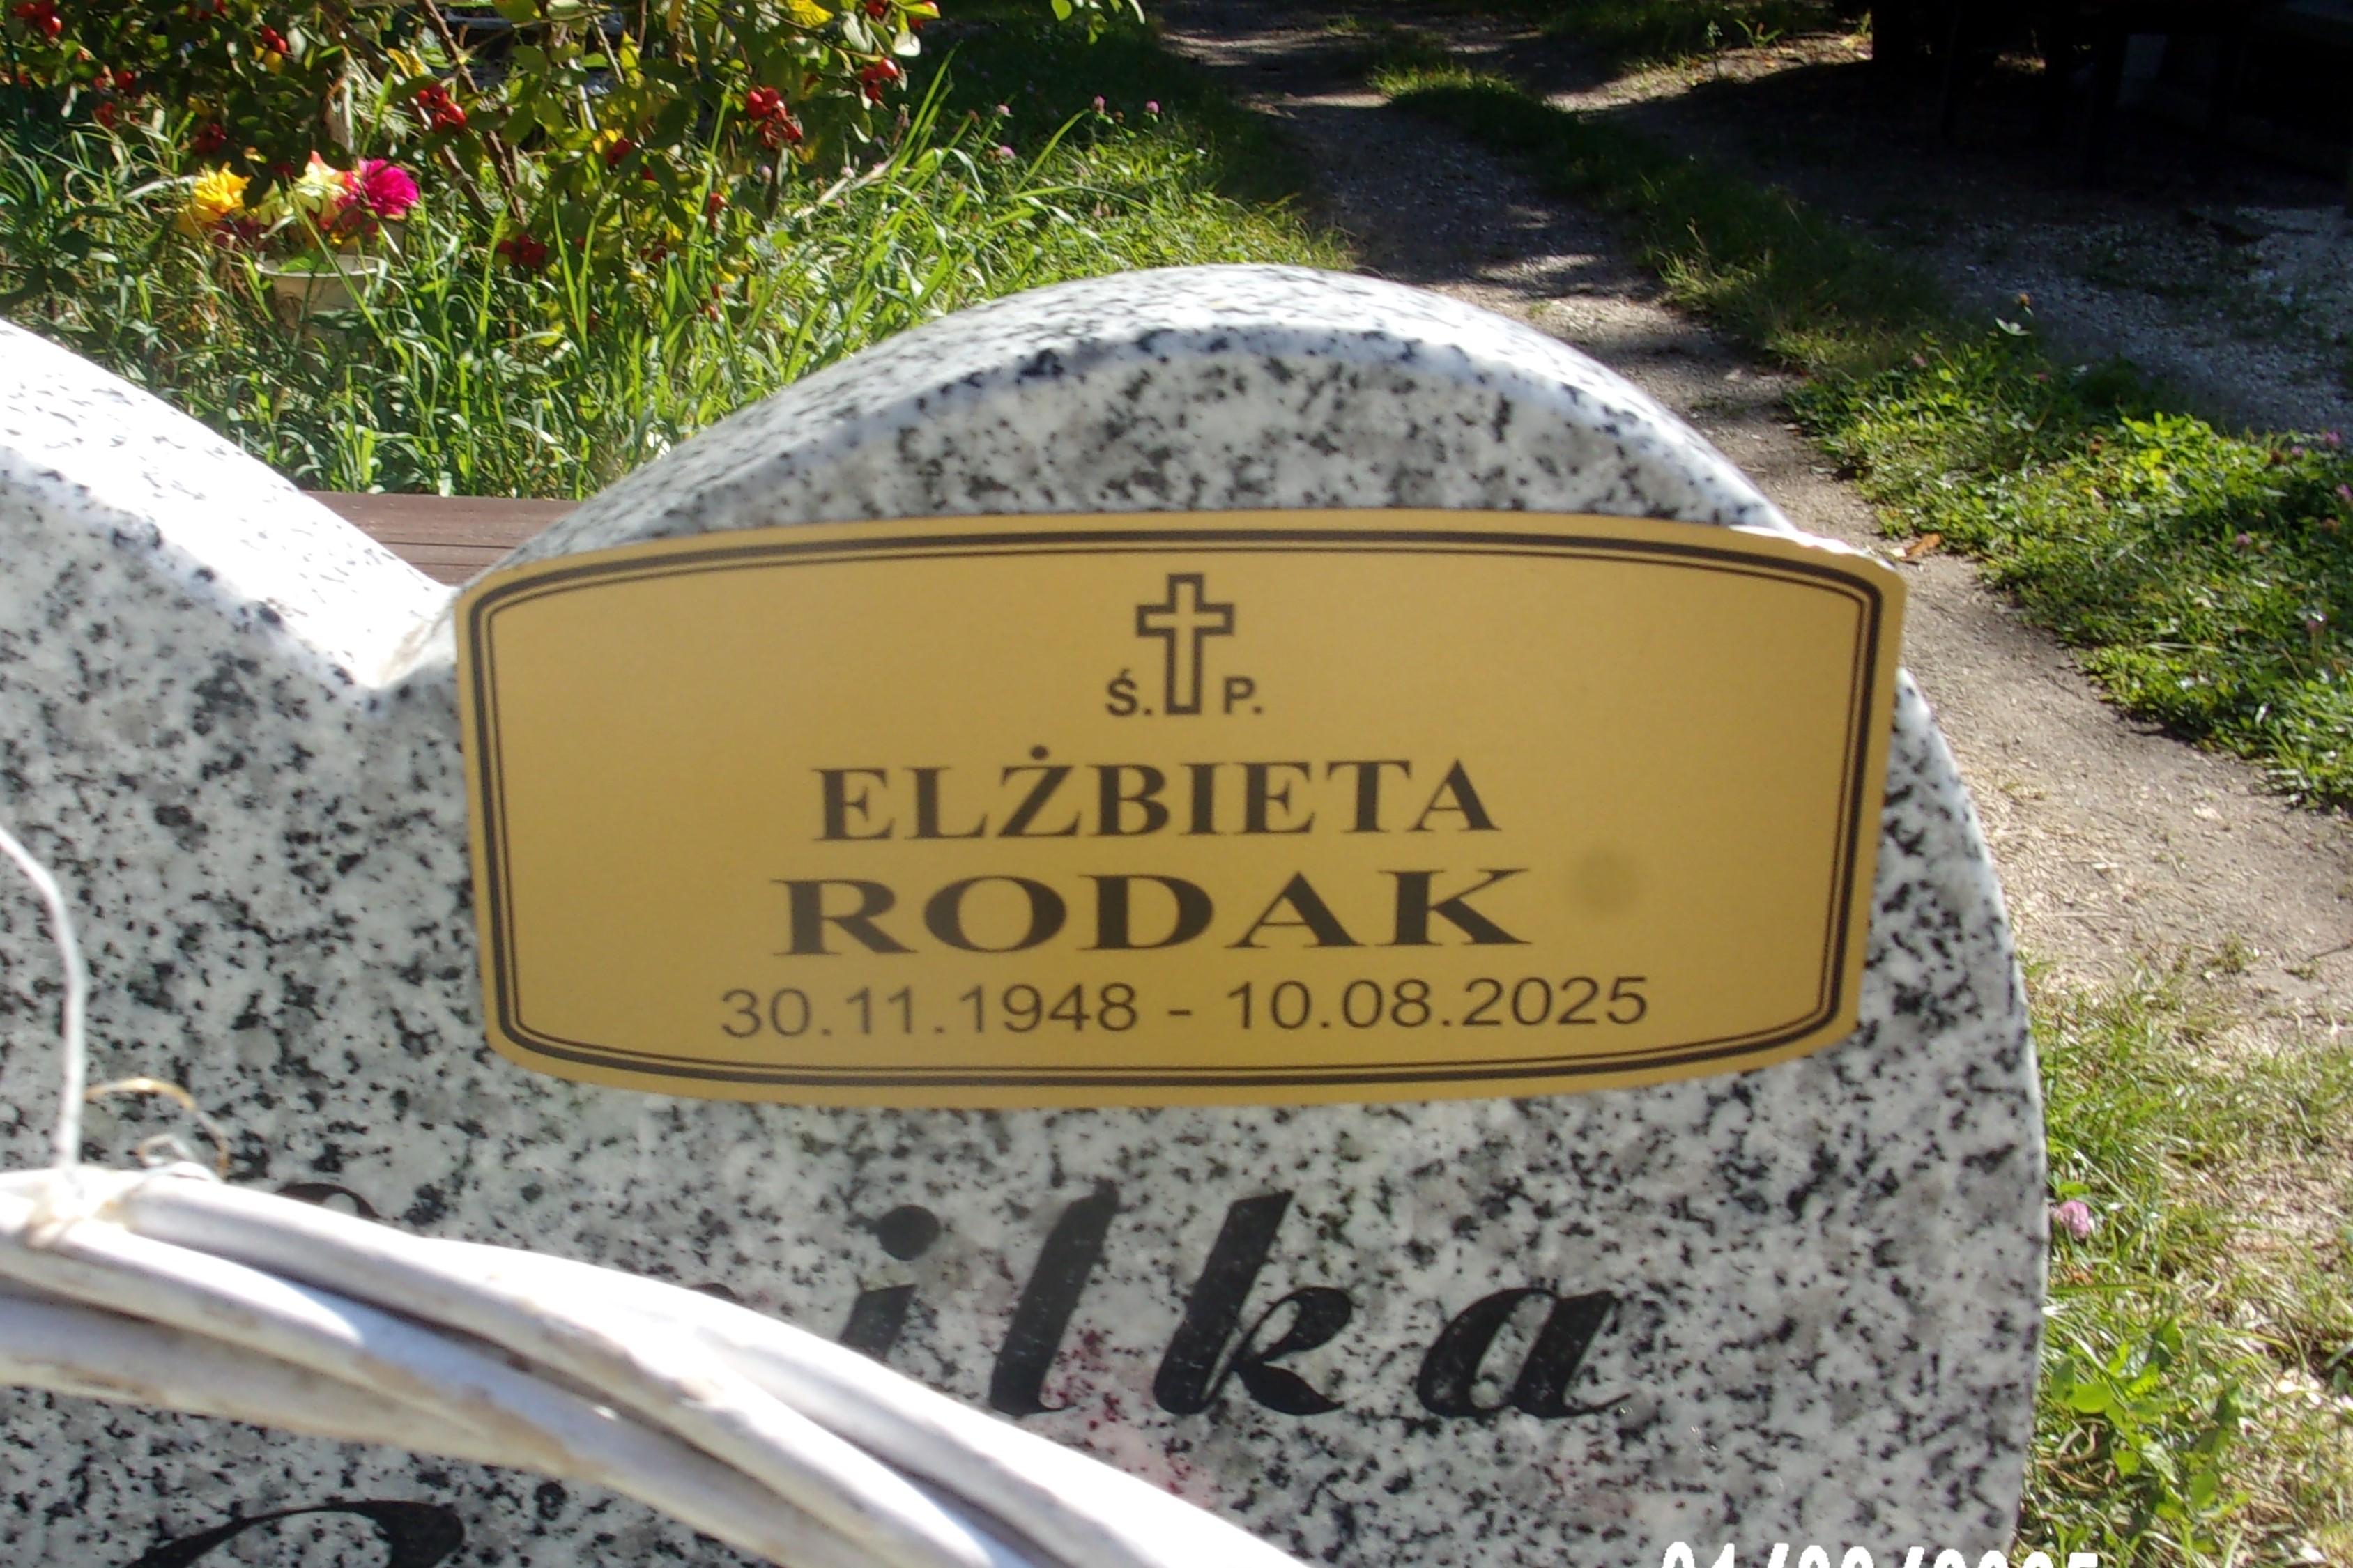 Ś. P.
ELŻBIETA
RODAK
30.11.1948 - 10.08.2025